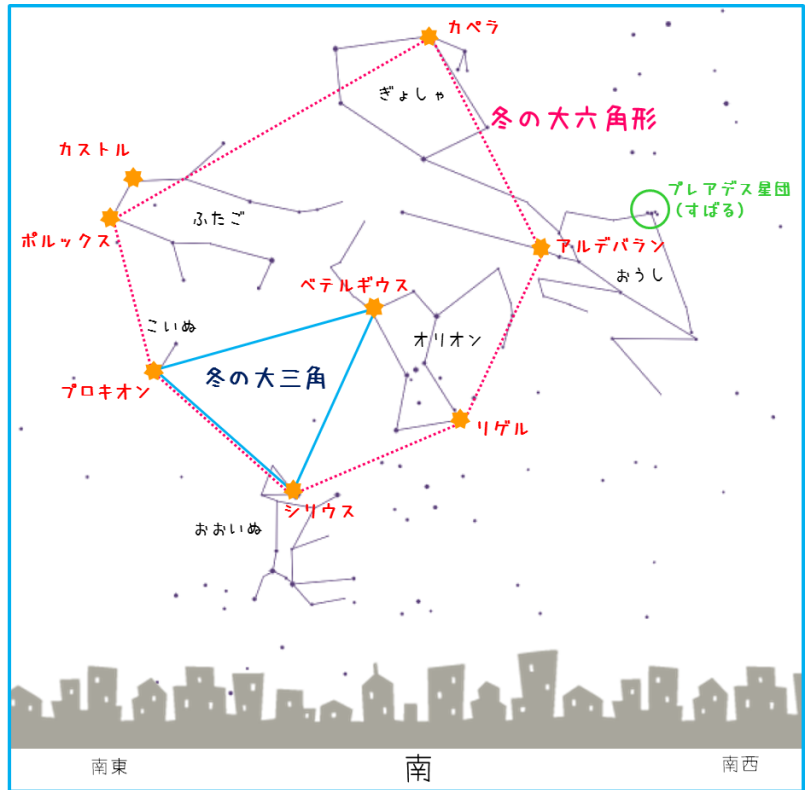 カペラ
ぎょしゃ
冬の大六角形
カストル
プレアデス星団
(すばる)
ふたご
ポルックス
アルデバラン
おうし
ベテルギウス
こいぬ
オリオン
冬の大三角
プロキオン
リゲル
シリウス
おおいぬ
南東
南
南西